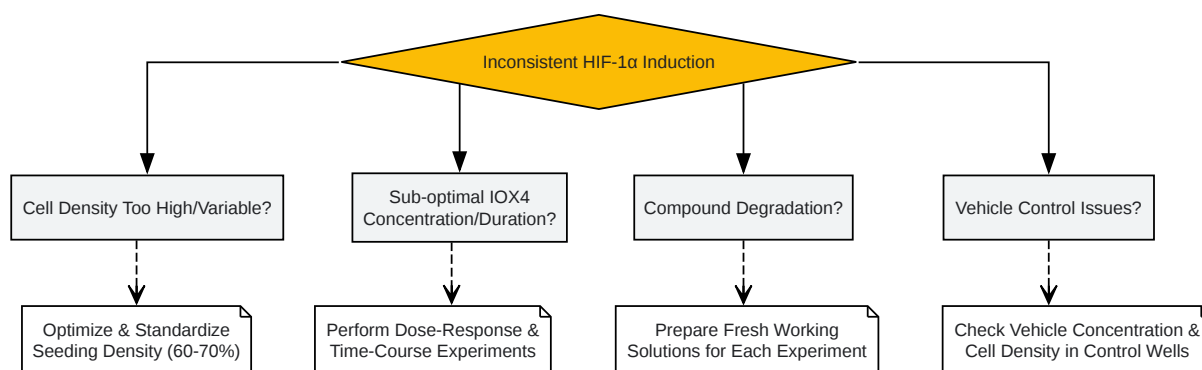 Inconsistent HIF-1α Induction
Cell Density Too High/Variable?
Sub-optimal IOX4
Concentration/Duration?
Compound Degradation?
Vehicle Control Issues?
Optimize & Standardize
Seeding Density (60-70%)
Perform Dose-Response &
Time-Course Experiments
Prepare Fresh Working
Solutions for Each Experiment
Check Vehicle Concentration &
Cell Density in Control Wells